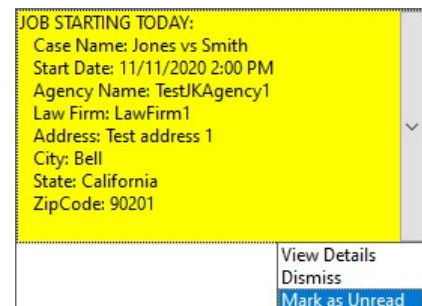 JOB STARTING TODAY:
Case Name: Jones vs Smith
Start Date: 11/11/2020 2:00 PM
Agency Name: TestJKAgency1
Law Firm: LawFirm1
Address: Test address 1
City: Bell
State: California
ZipCode: 90201
View Details
Dismiss
Mark as Unread